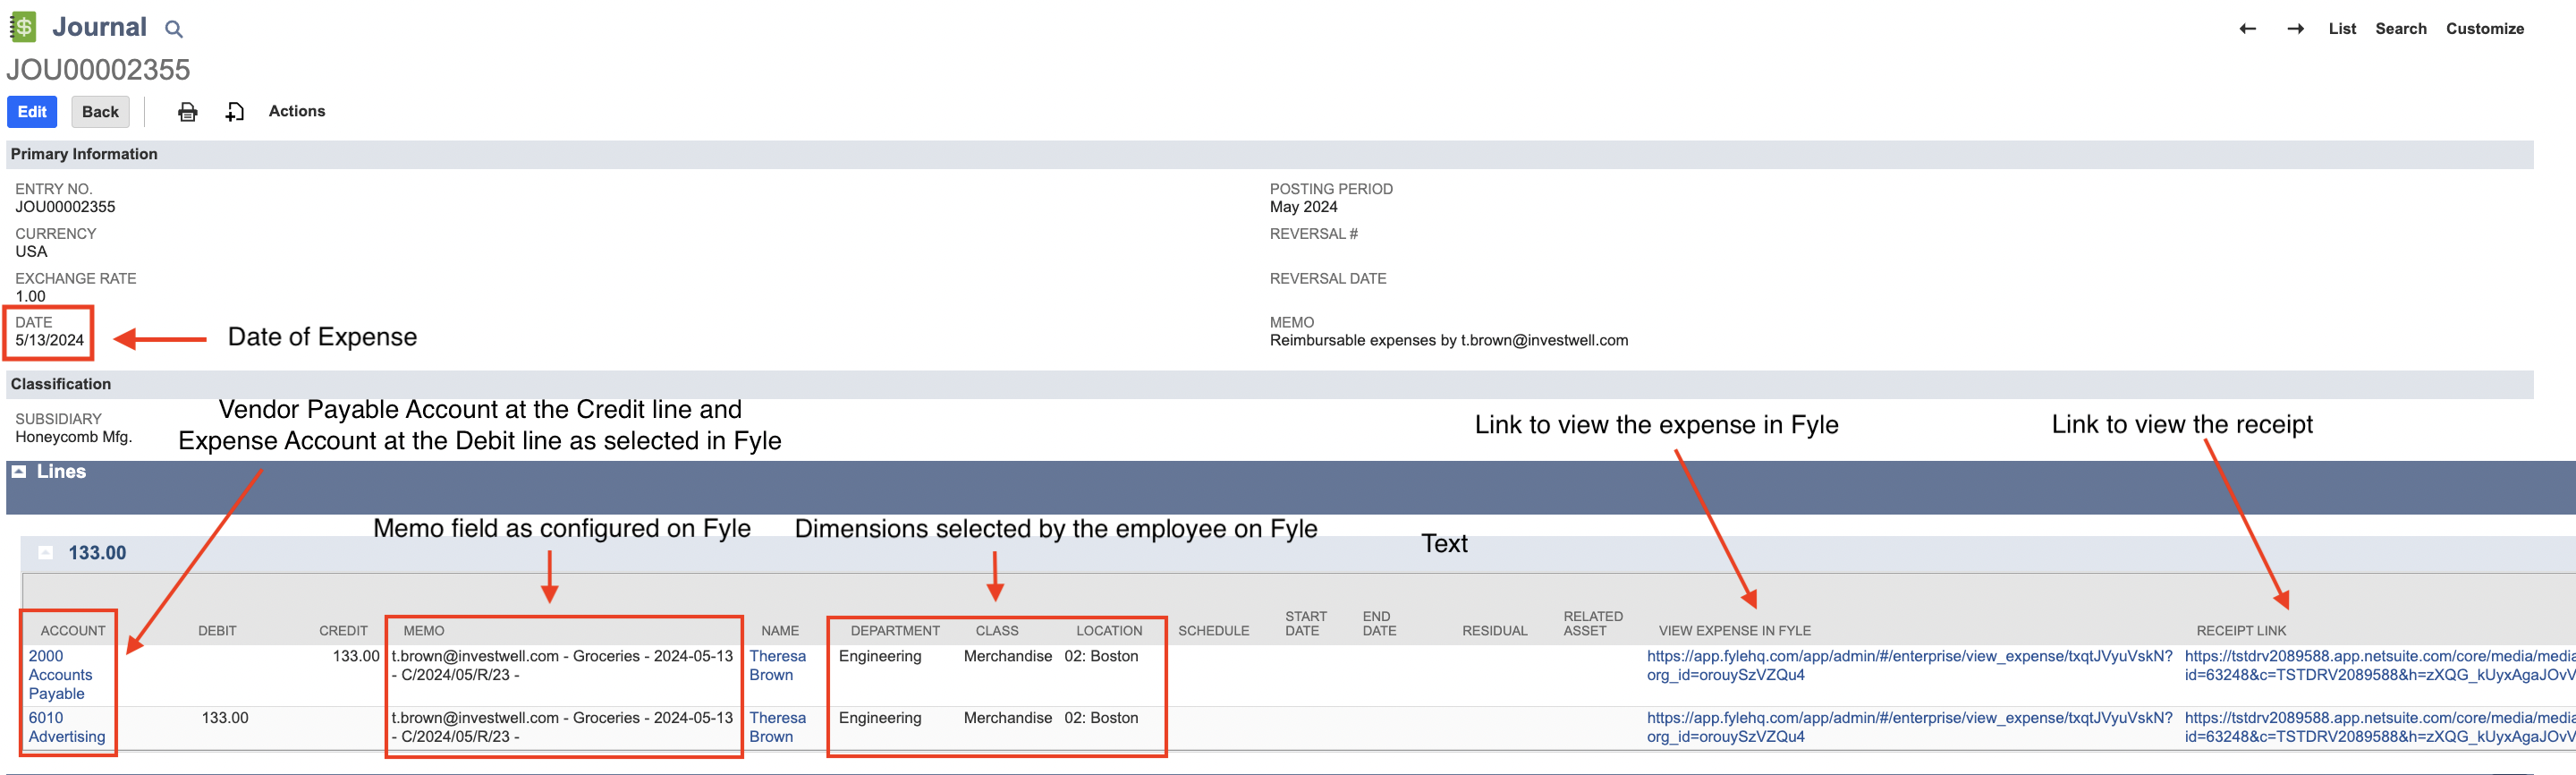 Journal
List Search Customize
JOU00002355
Edit Back Actions
Primary Information
ENTRY NO.
JOU00002355
POSTING PERIOD
May 2024
CURRENCY
USA
REVERSAL #
EXCHANGE RATE
1.00
REVERSAL DATE
DATE
5/13/2024
Date of Expense
MEMO
Reimbursable expenses by t.brown@investwell.com
Classification
SUBSIDIARY
Honeycomb Mfg.
Vendor Payable Account at the Credit line and
Expense Account at the Debit line as selected in Fyle
Link to view the expense in Fyle
Link to view the receipt
Lines
Memo field as configured on Fyle
Dimensions selected by the employee on Fyle
Text
133.00
ACCOUNT DEBIT CREDIT MEMO NAME DEPARTMENT CLASS LOCATION SCHEDULE START DATE END DATE RESIDUAL RELATED ASSET VIEW EXPENSE IN FYLE RECEIPT LINK
2000 133.00 t.brown@investwell.com - Groceries - 2024-05-13 Theresa Engineering Merchandise 02: Boston https://app.fylehq.com/app/admin/#/enterprise/view_expense/txqtJVyuVskN? https://tstdrv2089588.app.netsuite.com/core/media/media
Accounts - C/2024/05/R/23 - Brown org_id=orouySzVZQu4 id=63248&c=TSTDRV2089588&h=zXQG_kUyxAgaJOvV
Payable
6010 133.00 t.brown@investwell.com - Groceries - 2024-05-13 Theresa Engineering Merchandise 02: Boston https://app.fylehq.com/app/admin/#/enterprise/view_expense/txqtJVyuVskN? https://tstdrv2089588.app.netsuite.com/core/media/media
Advertising - C/2024/05/R/23 - Brown org_id=orouySzVZQu4 id=63248&c=TSTDRV2089588&h=zXQG_kUyxAgaJOvV